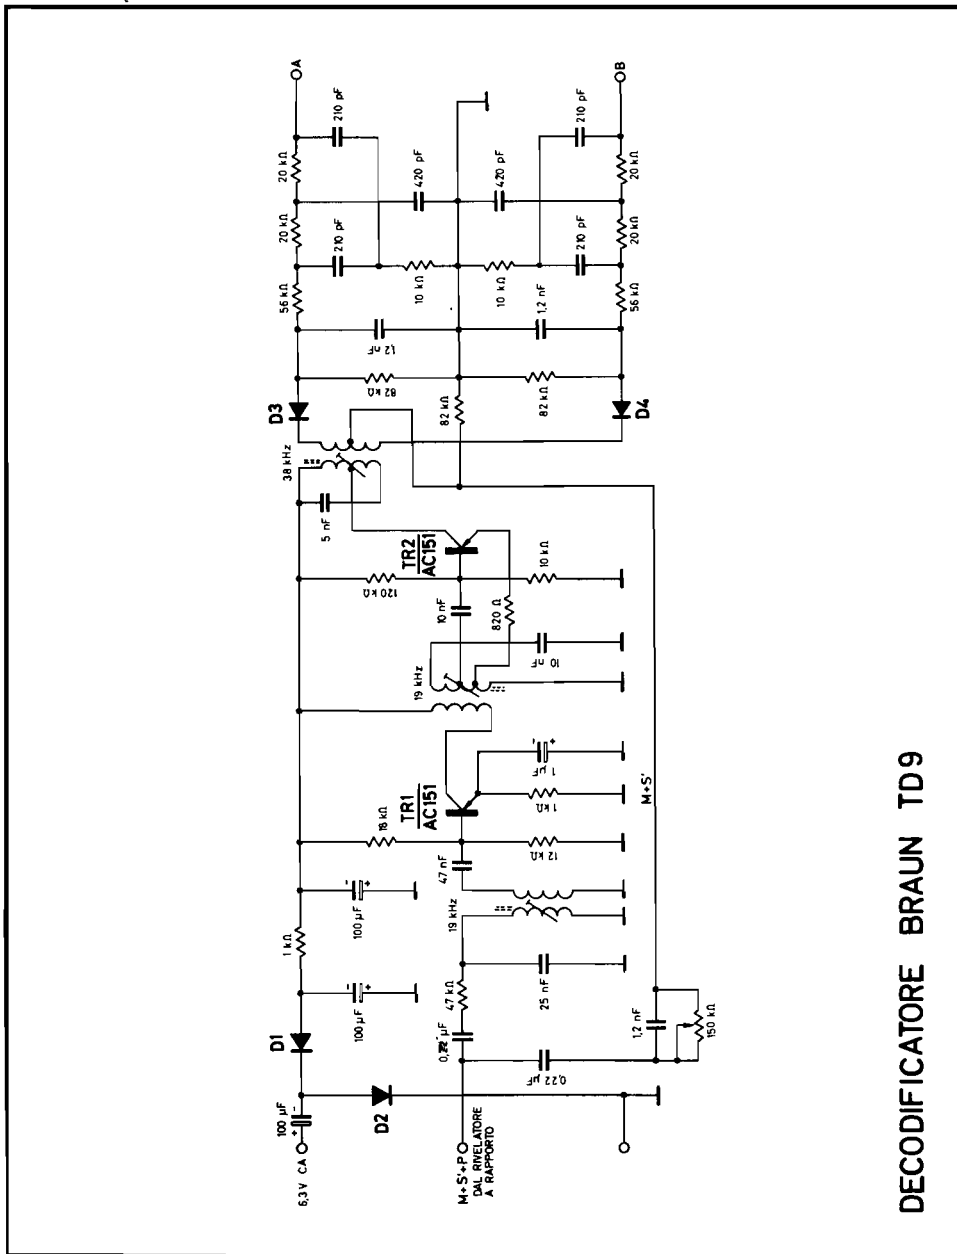 A
210 pF
20 kΩ
420 pF
20 kΩ
210 pF
10 kΩ
56 kΩ
1,2 nF
82 kΩ
D3
38 kHz
5 nF
B
210 pF
20 kΩ
420 pF
20 kΩ
210 pF
10 kΩ
56 kΩ
1,2 nF
82 kΩ
D4
82 kΩ
TR2
AC151
120 kΩ
10 nF
820 Ω
10 kΩ
10 nF
19 kHz
TR1
AC151
18 kΩ
1 µF
- +
1 kΩ
12 kΩ
47 nF
M+S'
19 kHz
100 µF
- +
1 kΩ
47 kΩ
25 nF
100 µF
- +
D1
0,22 µF
1,2 nF
150 kΩ
0,22 µF
D2
100 µF
+ -
6,3 V CA
M+S'+P
DAL RIVELATORE
A RAPPORTO
DECODIFICATORE BRAUN TD9